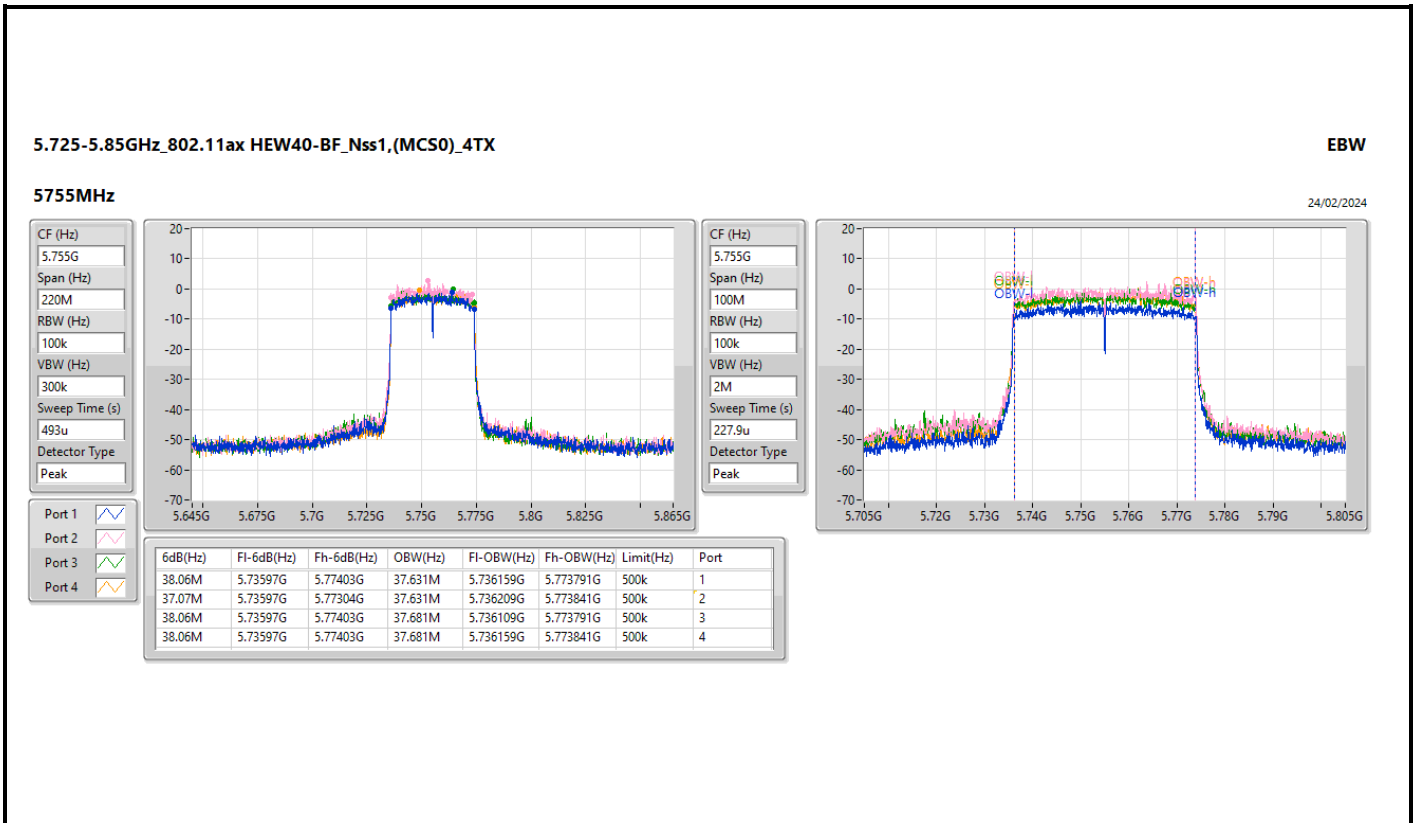 5.725-5.85GHz_802.11ax HEW40-BF_Nss1,(MCS0)_4TX
EBW
5755MHz
24/02/2024
CF (Hz)
5.755G
Span (Hz)
220M
RBW (Hz)
100k
VBW (Hz)
300k
Sweep Time (s)
493u
Detector Type
Peak
20
10
0
-10
-20
-30
-40
-50
-60
-70
5.645G 5.675G 5.7G 5.725G 5.75G 5.775G 5.8G 5.825G 5.865G
CF (Hz)
5.755G
Span (Hz)
100M
RBW (Hz)
100k
VBW (Hz)
2M
Sweep Time (s)
227.9u
Detector Type
Peak
20
10
0
-10
-20
-30
-40
-50
-60
-70
OBW-l OBW-h
OBW-l OBW-h
5.705G 5.72G 5.73G 5.74G 5.75G 5.76G 5.77G 5.78G 5.79G 5.805G
Port 1
Port 2
Port 3
Port 4
6dB(Hz) Fl-6dB(Hz) Fh-6dB(Hz) OBW(Hz) Fl-OBW(Hz) Fh-OBW(Hz) Limit(Hz) Port
38.06M 5.73597G 5.77403G 37.631M 5.736159G 5.773791G 500k 1
37.07M 5.73597G 5.77304G 37.631M 5.736209G 5.773841G 500k 2
38.06M 5.73597G 5.77403G 37.681M 5.736109G 5.773791G 500k 3
38.06M 5.73597G 5.77403G 37.681M 5.736159G 5.773841G 500k 4